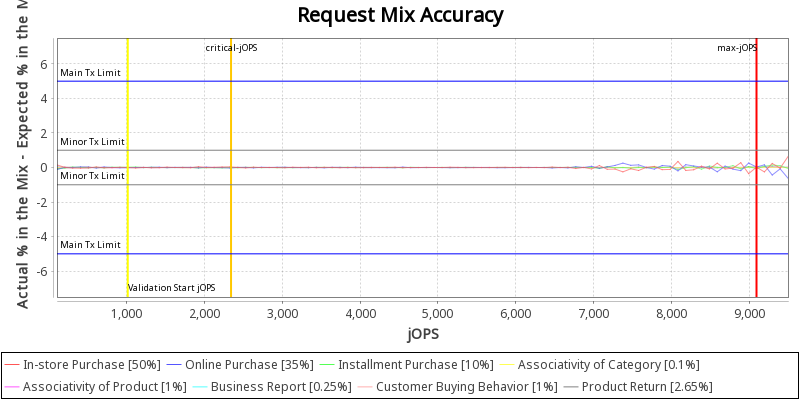 Request Mix Accuracy
Actual % in the Mix - Expected % in the M
critical-jOPS
max-jOPS
6
Main Tx Limit
4
2
Minor Tx Limit
0
Minor Tx Limit
-2
-4
Main Tx Limit
-6
Validation Start jOPS
1,000 2,000 3,000 4,000 5,000 6,000 7,000 8,000 9,000
jOPS
In-store Purchase [50%] Online Purchase [35%] Installment Purchase [10%] Associativity of Category [0.1%]
Associativity of Product [1%] Business Report [0.25%] Customer Buying Behavior [1%] Product Return [2.65%]